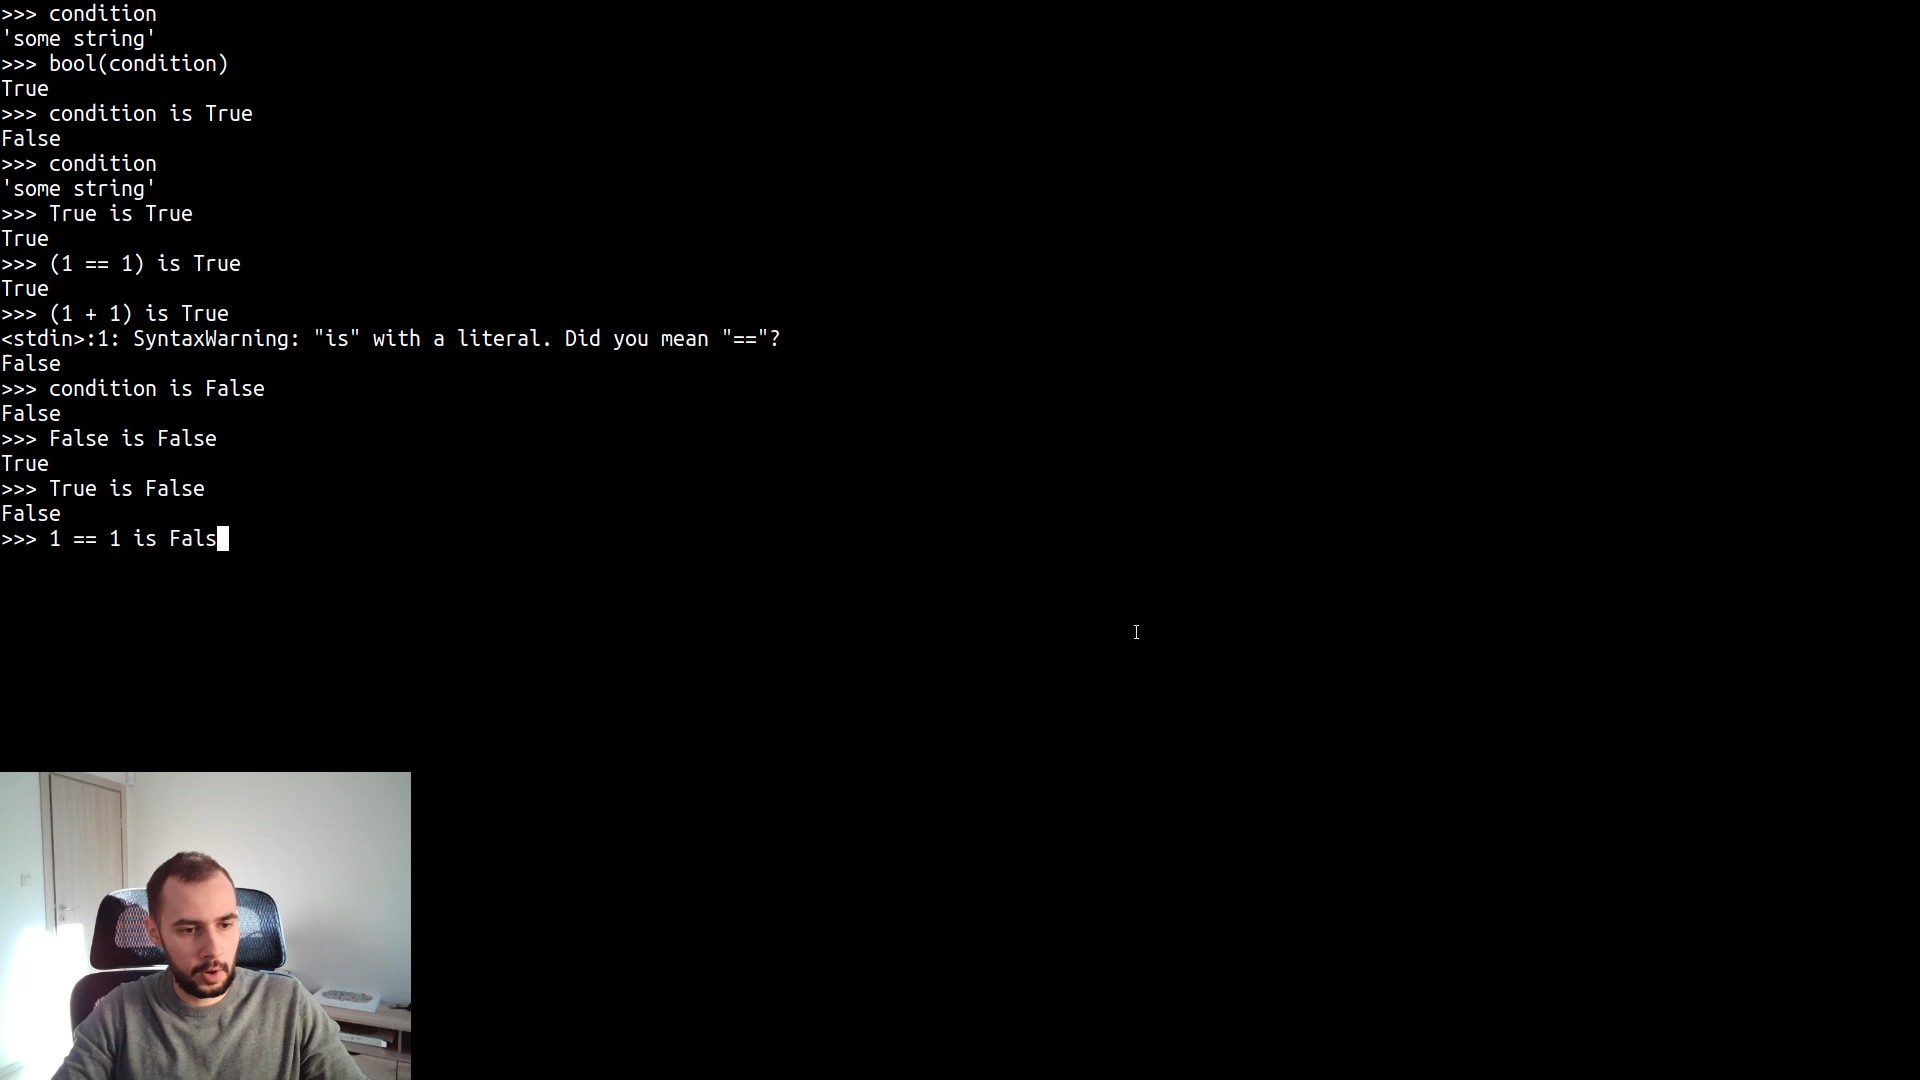 >>> condition
'some string'
>>> bool(condition)
True
>>> condition is True
False
>>> condition
'some string'
>>> True is True
True
>>> (1 == 1) is True
True
>>> (1 + 1) is True
<stdin>:1: SyntaxWarning: "is" with a literal. Did you mean "=="?
False
>>> condition is False
False
>>> False is False
True
>>> True is False
False
>>> 1 == 1 is Fals